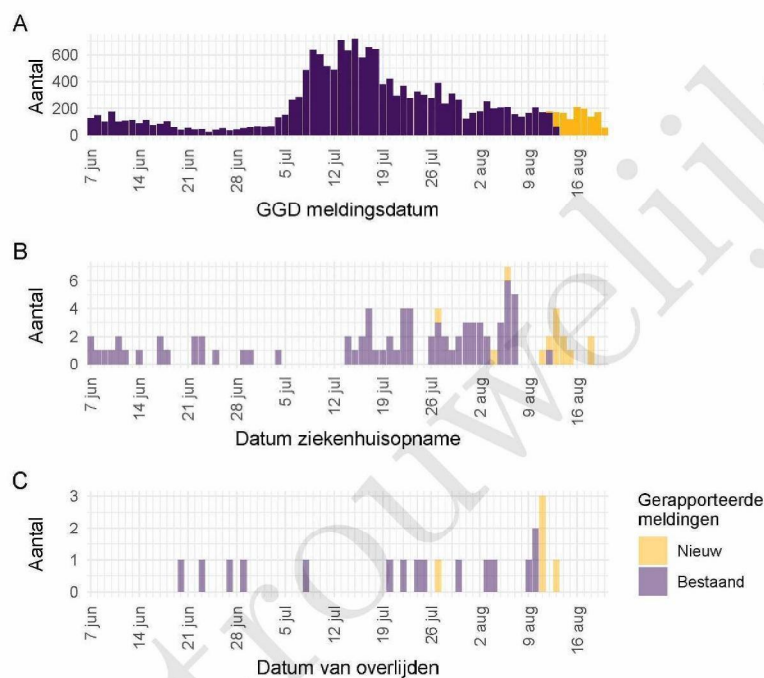 A
Aantal
600
400
200
0
7 jun
14 jun
21 jun
28 jun
5 jul
12 jul
19 jul
26 jul
2 aug
9 aug
16 aug
GGD meldingsdatum
B
Aantal
6
4
2
0
7 jun
14 jun
21 jun
28 jun
5 jul
12 jul
19 jul
26 jul
2 aug
9 aug
16 aug
Datum ziekenhuisopname
C
Aantal
3
2
1
0
7 jun
14 jun
21 jun
28 jun
5 jul
12 jul
19 jul
26 jul
2 aug
9 aug
16 aug
Datum van overlijden
Gerapporteerde
meldingen
Nieuw
Bestaand
trouwelijk